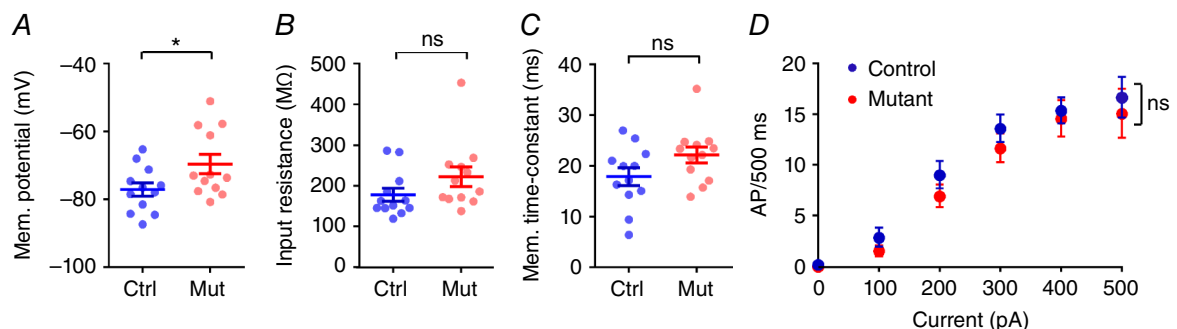 A
Mem. potential (mV)
−40
−60
−80
−100
*
Ctrl
Mut
B
Input resistance (MΩ)
500
400
300
200
100
0
ns
Ctrl
Mut
C
Mem. time-constant (ms)
40
30
20
10
0
ns
Ctrl
Mut
D
AP/500 ms
20
15
10
5
0
Control
Mutant
ns
0
100
200
300
400
500
Current (pA)